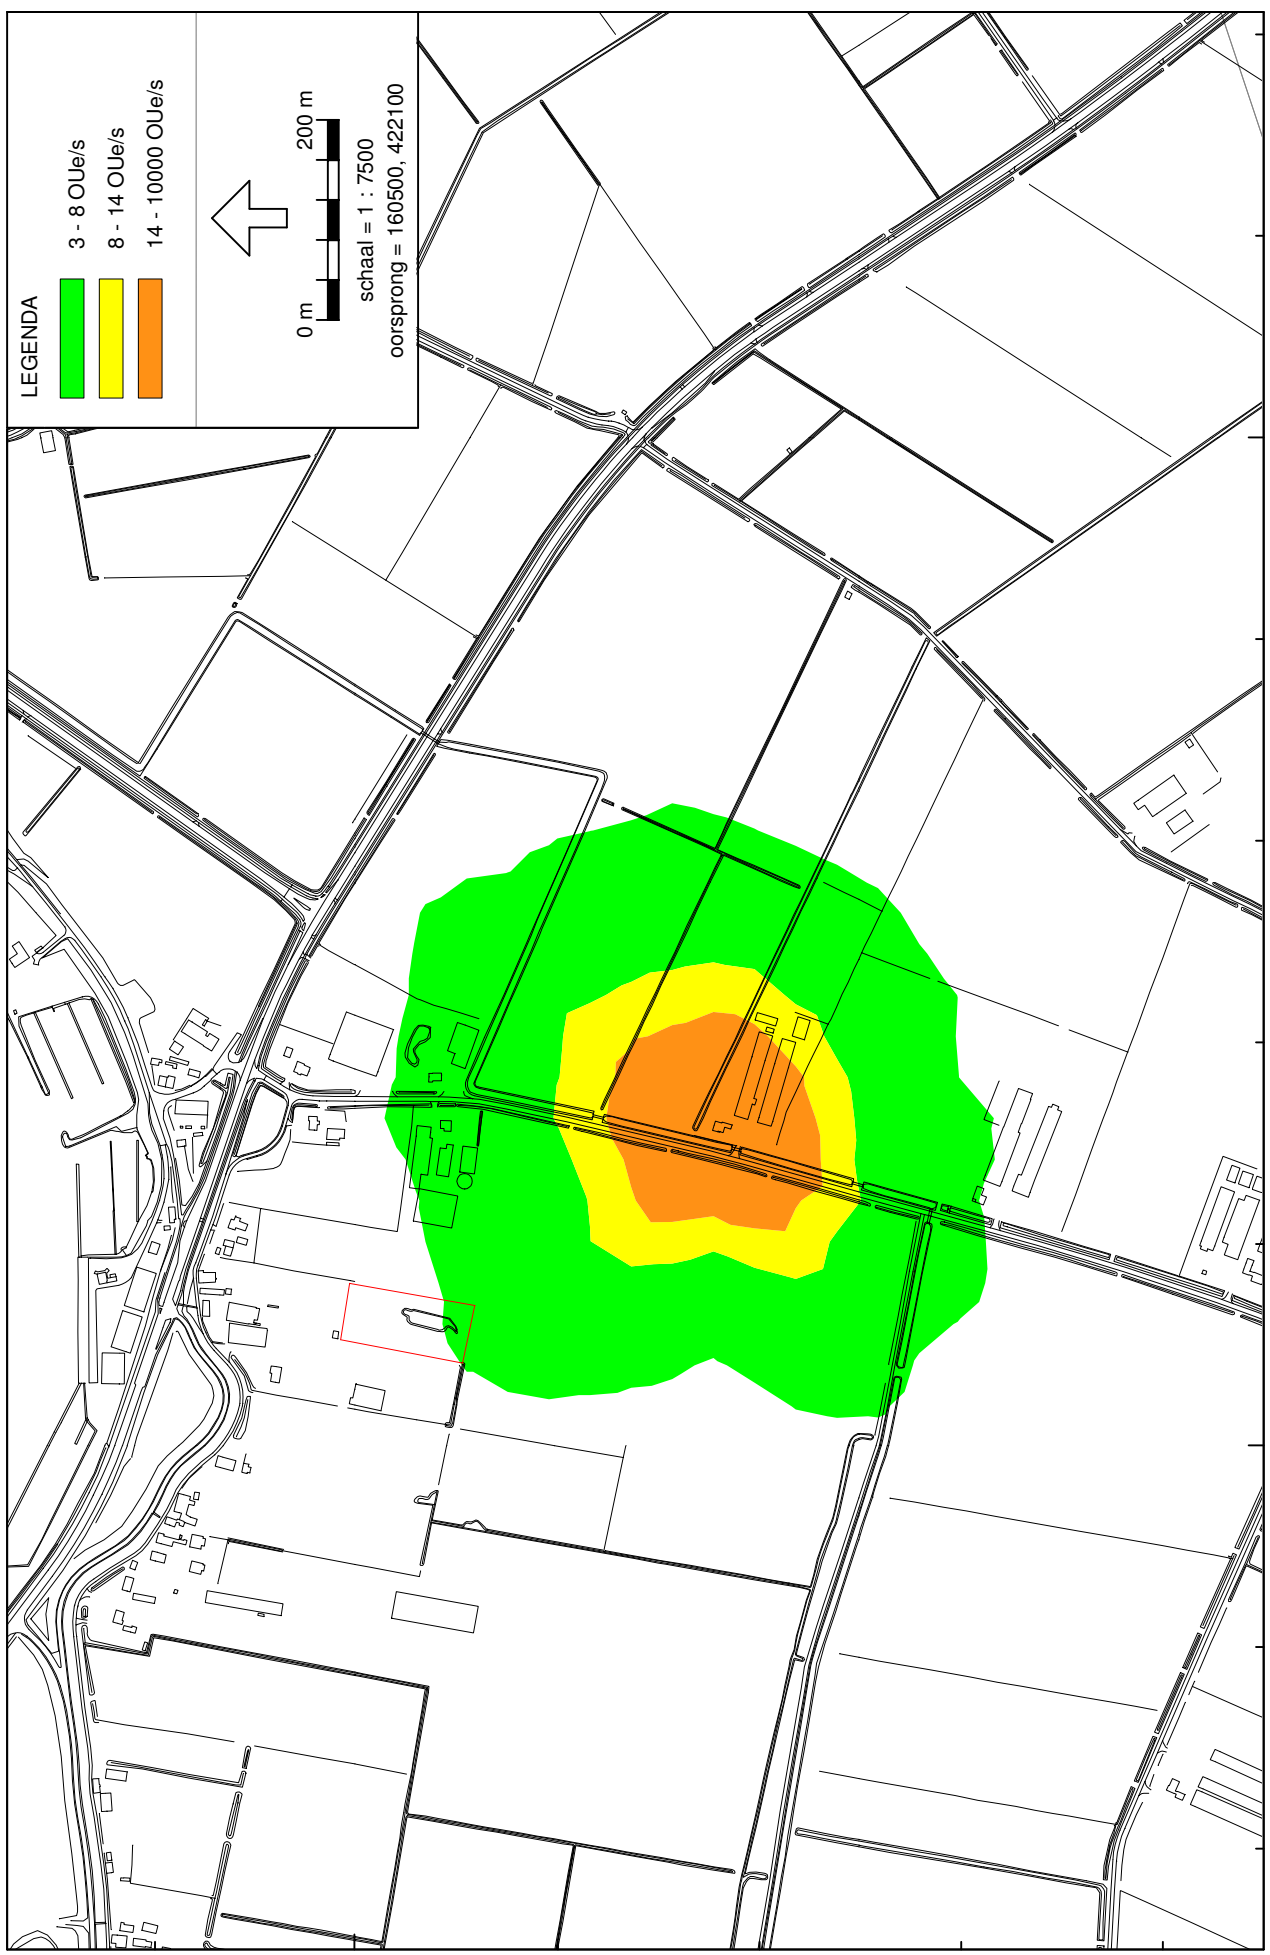 LEGENDA
3 - 8 OUe/s
8 - 14 OUe/s
14 - 10000 OUe/s
0 m 200 m
schaal = 1 : 7500
oorsprong = 160500, 422100